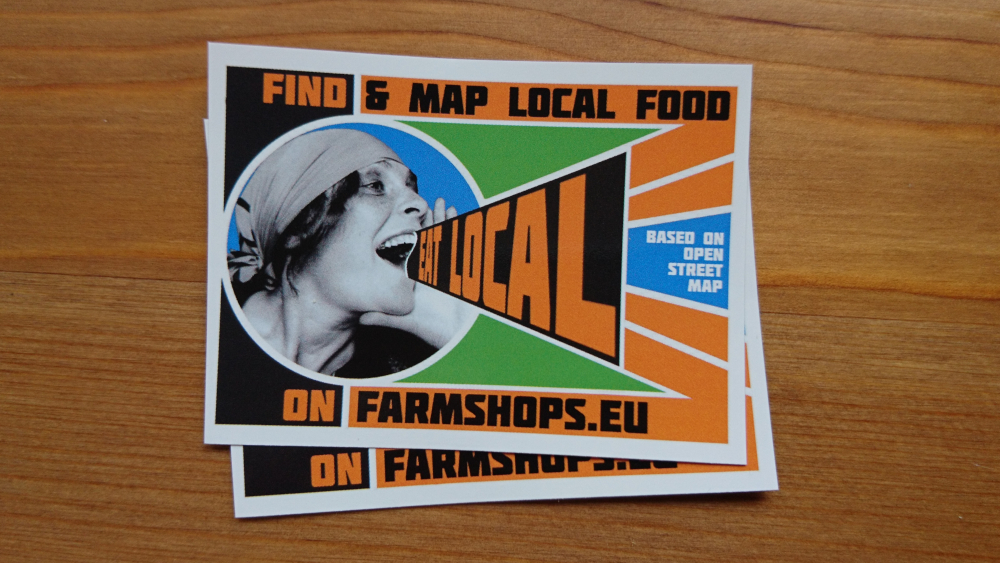 FIND & MAP LOCAL FOOD
EAT LOCAL
BASED ON
OPEN
STREET
MAP
ON FARMSHOPS.EU
ON FARMSHOPS.EU